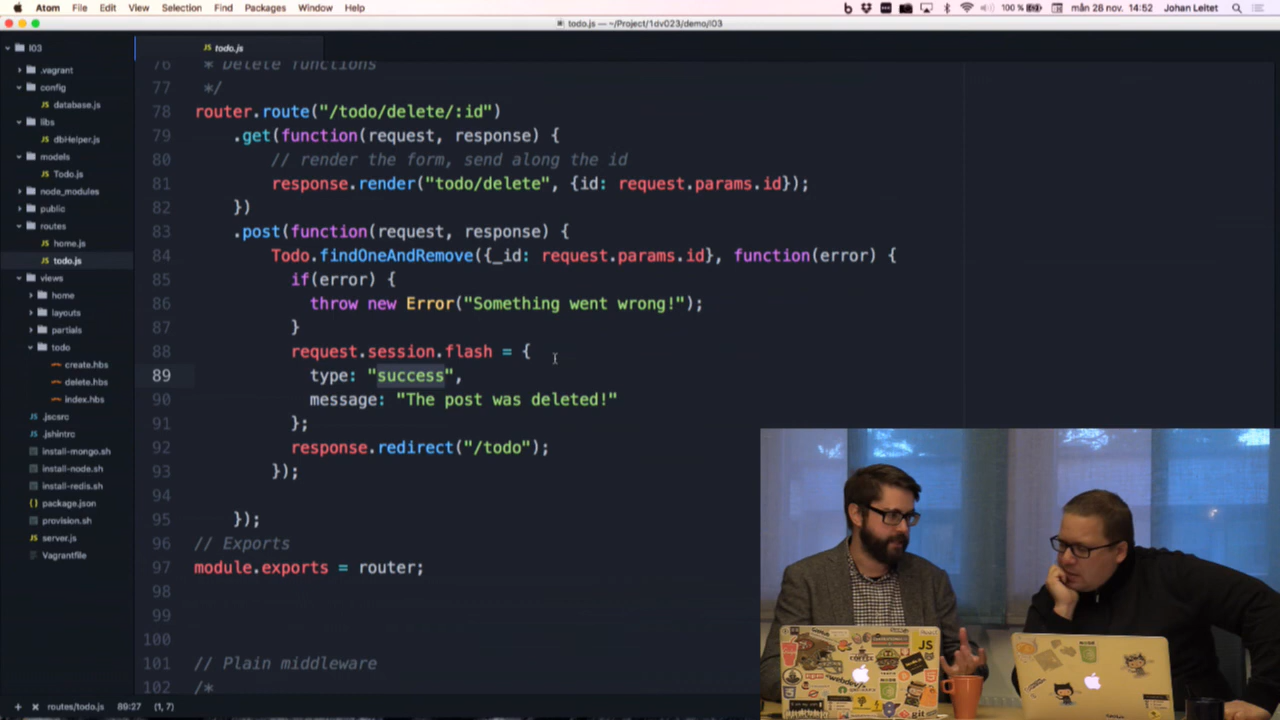 Atom File Edit View Selection Find Packages Window Help 100 % mån 28 nov. 14:52 Johan Leitet
todo.js — ~/Project/1dv023/demo/l03
l03
.vagrant
config
database.js
libs
dbHelper.js
models
Todo.js
node_modules
public
routes
home.js
todo.js
views
home
layouts
partials
todo
create.hbs
delete.hbs
index.hbs
.jscsrc
.jshintrc
install-mongo.sh
install-node.sh
install-redis.sh
package.json
provision.sh
server.js
Vagrantfile
todo.js
76 * Delete functions
77 */
78 router.route("/todo/delete/:id")
79 .get(function(request, response) {
80 // render the form, send along the id
81 response.render("todo/delete", {id: request.params.id});
82 })
83 .post(function(request, response) {
84 Todo.findOneAndRemove({_id: request.params.id}, function(error) {
85 if(error) {
86 throw new Error("Something went wrong!");
87 }
88 request.session.flash = {
89 type: "success",
90 message: "The post was deleted!"
91 };
92 response.redirect("/todo");
93 });
94
95 });
96 // Exports
97 module.exports = router;
98
99
100
101 // Plain middleware
102 /*
routes/todo.js 89:27 (1, 7)
JS
git